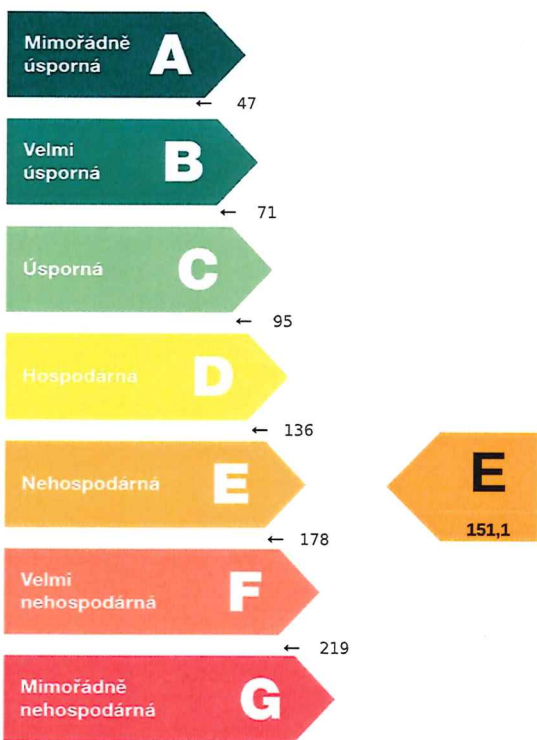 Mimořádně
úsporná A
← 47
Velmi
úsporná B
← 71
Úsporná C
← 95
Hospodárná D
← 136
Nehospodárná E
E
151,1
← 178
Velmi
nehospodárná F
← 219
Mimořádně
nehospodárná G